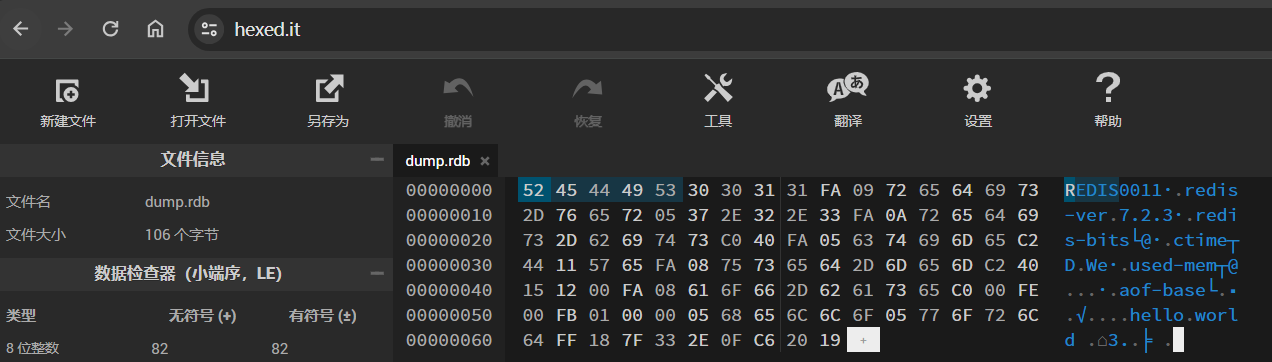 hexed.it
新建文件 打开文件 另存为 撤消 恢复 工具 翻译 设置 帮助
文件信息
文件名 dump.rdb
文件大小 106 个字节
数据检查器（小端序，LE）
类型 无符号 (+) 有符号 (±)
8 位整数 82 82
dump.rdb
00000000 52 45 44 49 53 30 30 31 31 FA 09 72 65 64 69 73 REDIS0011·.redis
00000010 2D 76 65 72 05 37 2E 32 2E 33 FA 0A 72 65 64 69 -ver.7.2.3·.redi
00000020 73 2D 62 69 74 73 C0 40 FA 05 63 74 69 6D 65 C2 s-bits└@·.ctime┬
00000030 44 11 57 65 FA 08 75 73 65 64 2D 6D 65 6D C2 40 D.We·.used-mem┬@
00000040 15 12 00 FA 08 61 6F 66 2D 62 61 73 65 C0 00 FE ...·.aof-base└.▪
00000050 00 FB 01 00 00 05 68 65 6C 6C 6F 05 77 6F 72 6C .√....hello.worl
00000060 64 FF 18 7F 33 2E 0F C6 20 19 d .⌂3..╞ .